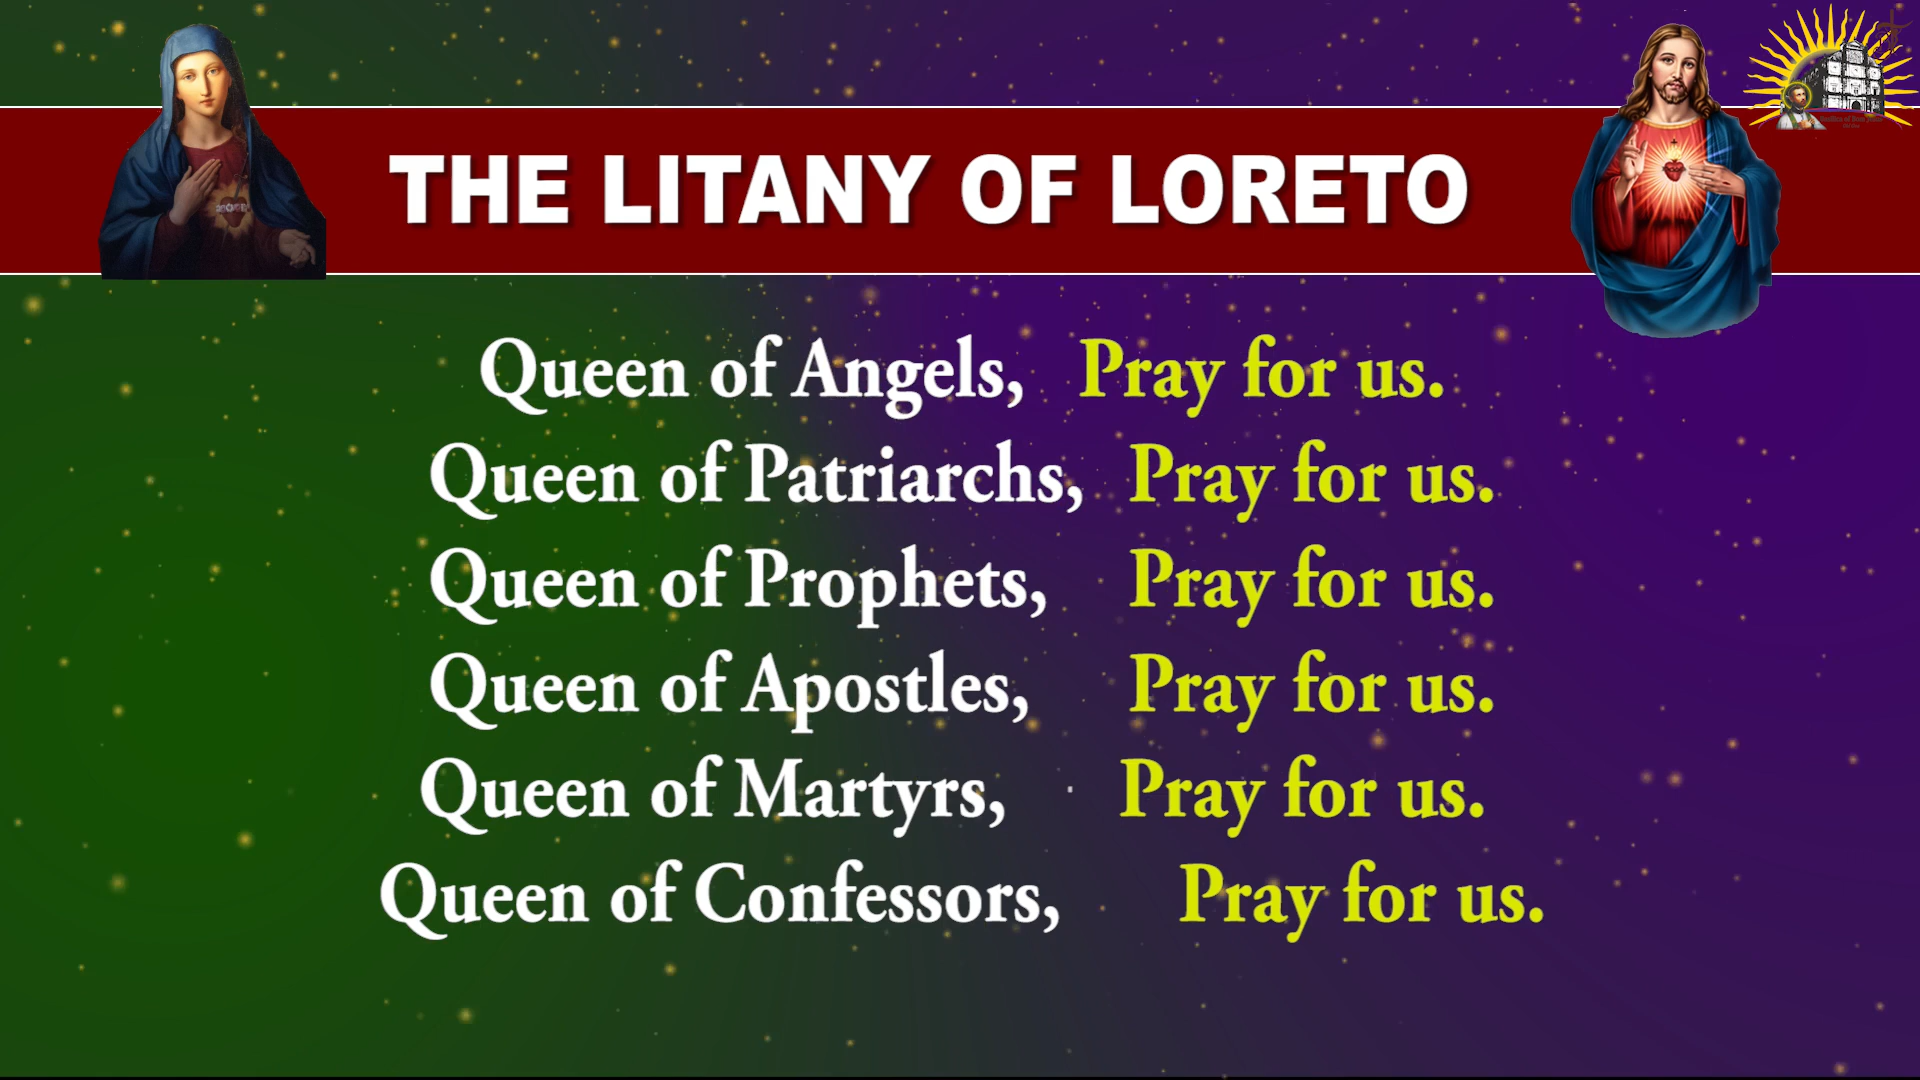 THE LITANY OF LORETO
Queen of Angels, Pray for us.
Queen of Patriarchs, Pray for us.
Queen of Prophets, Pray for us.
Queen of Apostles, Pray for us.
Queen of Martyrs, Pray for us.
Queen of Confessors, Pray for us.